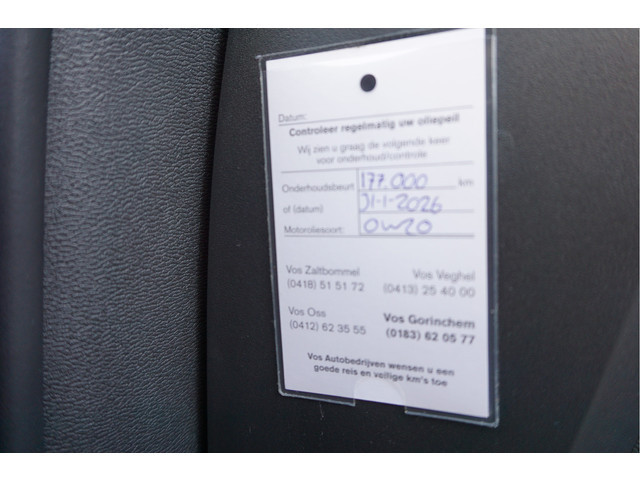 Datum:
Controleer regelmatig uw oliepeil
Wij zien u graag de volgende keer
voor onderhoud/controle
Onderhoudsbeurt 177.000 km
of (datum) 31-1-2026
Motoroliesoort: 0W20
Vos Zaltbommel Vos Veghel
(0418) 51 51 72 (0413) 25 40 00
Vos Oss Vos Gorinchem
(0412) 62 35 55 (0183) 62 05 77
Vos Autobedrijven wensen u een
goede reis en veilige km's toe